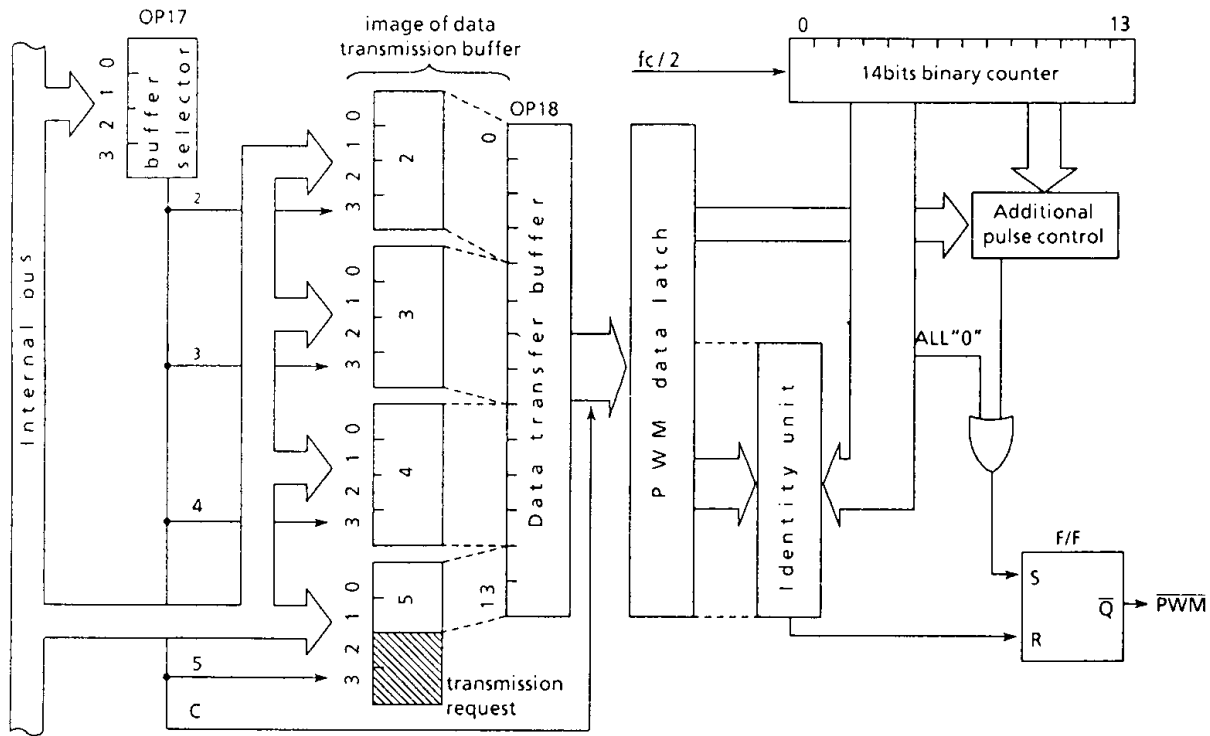 OP17
buffer
selector
0
1
2
3
Internal bus
image of data
transmission buffer
2
0
1
2
3
2
3
0
1
2
3
3
4
0
1
2
3
4
5
0
1
2
3
5
C
transmission
request
OP18
0
Data transfer buffer
13
fc/2
0
13
14bits binary counter
PWM data latch
Additional
pulse control
ALL"0"
Identity unit
F/F
S
R
Q̅
P̅W̅M̅